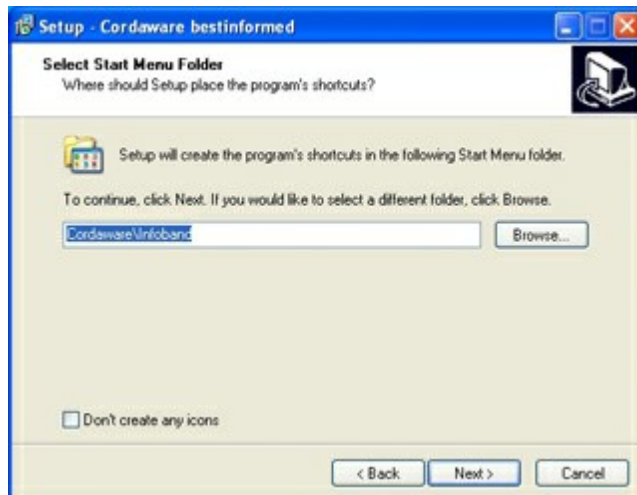 Setup - Cordaware bestinformed
Select Start Menu Folder
Where should Setup place the program's shortcuts?
Setup will create the program's shortcuts in the following Start Menu folder.
To continue, click Next. If you would like to select a different folder, click Browse.
Cordaware\Infoband
Browse...
Don't create any icons
< Back
Next >
Cancel